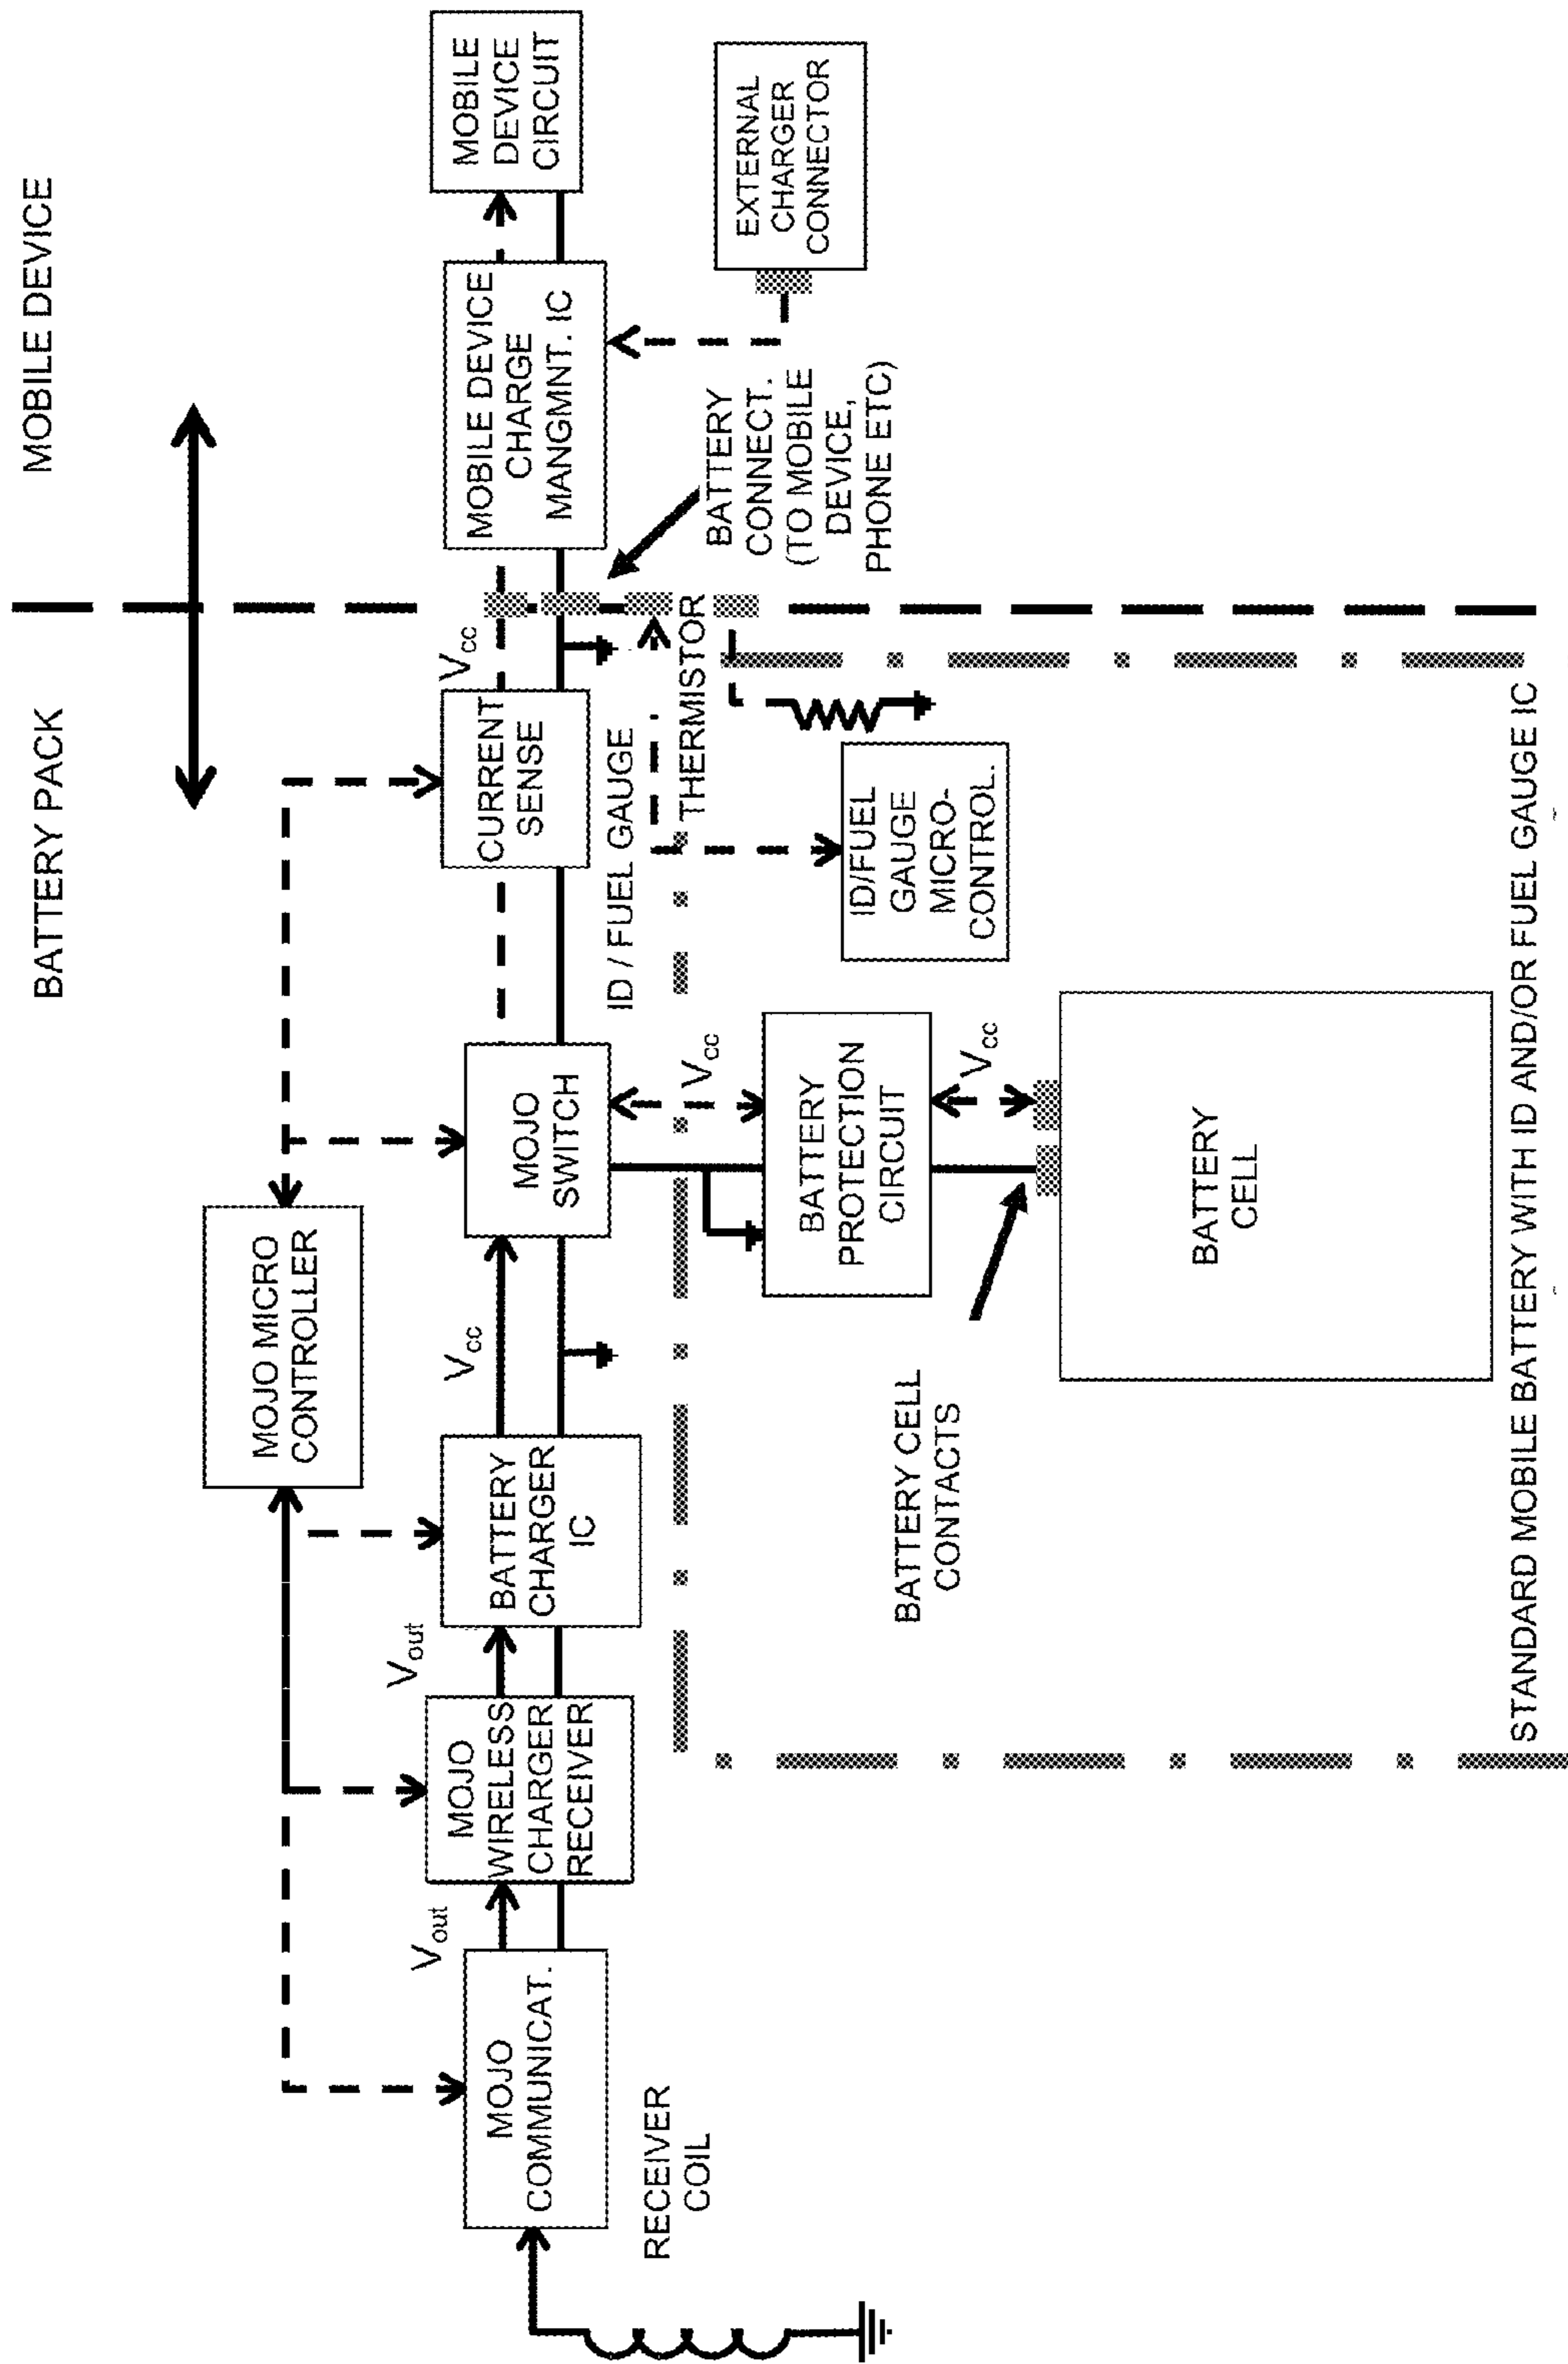 BATTERY PACK
MOBILE DEVICE
MOJO MICRO
CONTROLLER
MOJO
COMMUNICAT.
Vout
MOJO
WIRELESS
CHARGER
RECEIVER
Vout
BATTERY
CHARGER
IC
Vcc
MOJO
SWITCH
CURRENT
SENSE
Vcc
MOBILE DEVICE
CHARGE
MANGMNT. IC
MOBILE
DEVICE
CIRCUIT
RECEIVER
COIL
ID / FUEL GAUGE
THERMISTOR
Vcc
BATTERY
CONNECT.
(TO MOBILE
DEVICE,
PHONE ETC)
EXTERNAL
CHARGER
CONNECTOR
BATTERY
PROTECTION
CIRCUIT
ID/FUEL
GAUGE
MICRO-
CONTROL.
BATTERY CELL
CONTACTS
Vcc
BATTERY
CELL
STANDARD MOBILE BATTERY WITH ID AND/OR FUEL GAUGE IC